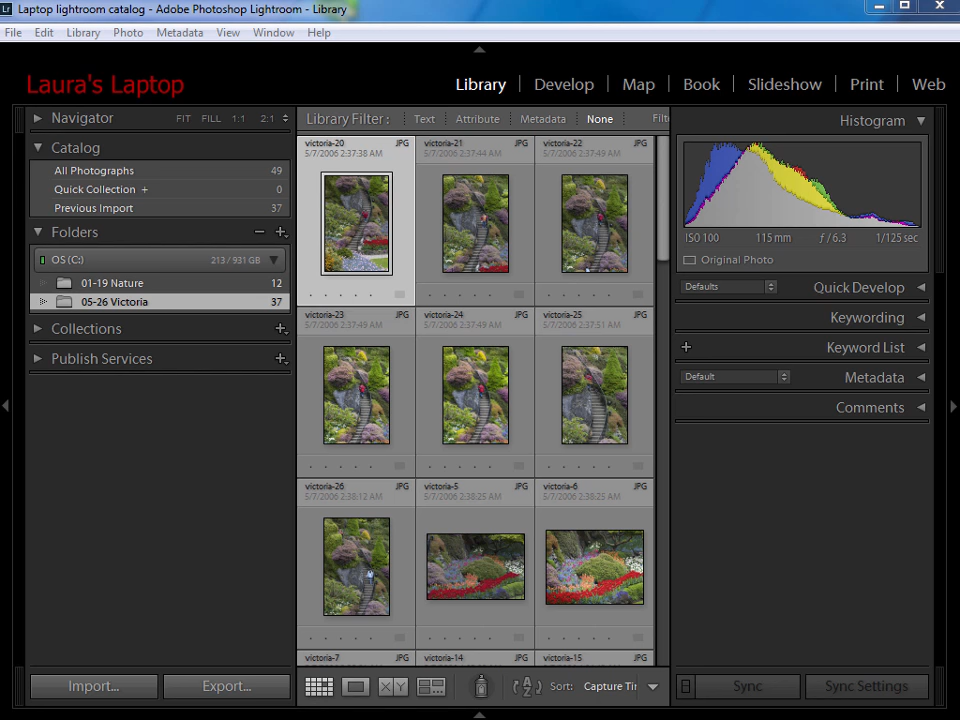 Laptop lightroom catalog - Adobe Photoshop Lightroom - Library
File Edit Library Photo Metadata View Window Help
Laura's Laptop
Library | Develop | Map | Book | Slideshow | Print | Web
Navigator FIT FILL 1:1 2:1
Catalog
All Photographs 49
Quick Collection + 0
Previous Import 37
Folders
OS (C:) 213 / 931 GB
01-19 Nature 12
05-26 Victoria 37
Collections
Publish Services
Import...
Export...
Library Filter : Text Attribute Metadata None Filt
victoria-20 JPG victoria-21 JPG victoria-22 JPG
5/7/2006 2:37:38 AM 5/7/2006 2:37:44 AM 5/7/2006 2:37:49 AM
victoria-23 JPG victoria-24 JPG victoria-25 JPG
5/7/2006 2:37:49 AM 5/7/2006 2:37:49 AM 5/7/2006 2:37:51 AM
victoria-26 JPG victoria-5 JPG victoria-6 JPG
5/7/2006 2:38:12 AM 5/7/2006 2:38:25 AM 5/7/2006 2:38:25 AM
victoria-7 JPG victoria-14 JPG victoria-15 JPG
XY AZ Sort: Capture Tir
Histogram
ISO 100 115 mm ƒ / 6.3 1/125 sec
Original Photo
Defaults Quick Develop
Keywording
+ Keyword List
Default Metadata
Comments
Sync
Sync Settings